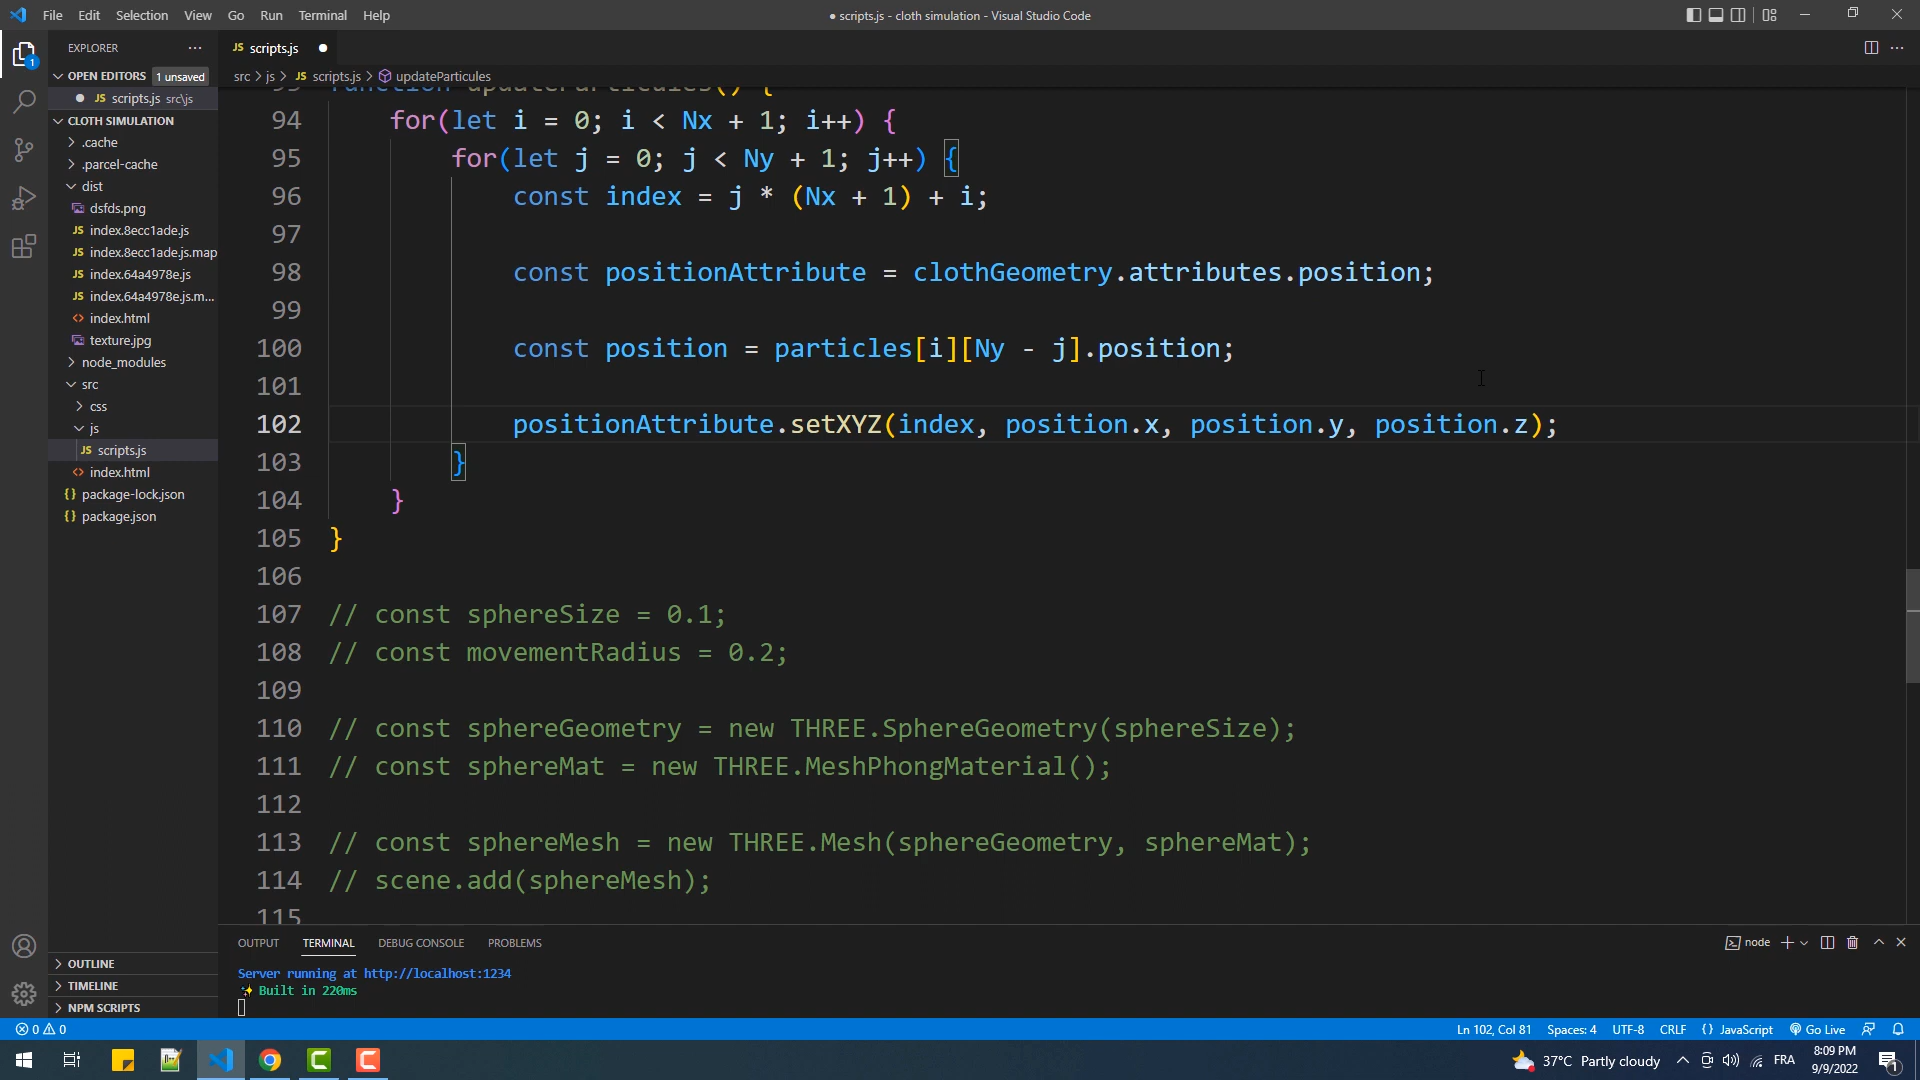 File Edit Selection View Go Run Terminal Help
● scripts.js - cloth simulation - Visual Studio Code
EXPLORER
OPEN EDITORS 1 unsaved
JS scripts.js src\js
CLOTH SIMULATION
.cache
.parcel-cache
dist
dsfds.png
JS index.8ecc1ade.js
JS index.8ecc1ade.js.map
JS index.64a4978e.js
JS index.64a4978e.js.m...
index.html
texture.jpg
node_modules
src
css
js
JS scripts.js
index.html
package-lock.json
package.json
OUTLINE
TIMELINE
NPM SCRIPTS
JS scripts.js
src > js > JS scripts.js > updateParticules
93 function updateParticules() {
94 for(let i = 0; i < Nx + 1; i++) {
95 for(let j = 0; j < Ny + 1; j++) {
96 const index = j * (Nx + 1) + i;
97
98 const positionAttribute = clothGeometry.attributes.position;
99
100 const position = particles[i][Ny - j].position;
101
102 positionAttribute.setXYZ(index, position.x, position.y, position.z);
103 }
104 }
105 }
106
107 // const sphereSize = 0.1;
108 // const movementRadius = 0.2;
109
110 // const sphereGeometry = new THREE.SphereGeometry(sphereSize);
111 // const sphereMat = new THREE.MeshPhongMaterial();
112
113 // const sphereMesh = new THREE.Mesh(sphereGeometry, sphereMat);
114 // scene.add(sphereMesh);
115
OUTPUT TERMINAL DEBUG CONSOLE PROBLEMS
node
Server running at http://localhost:1234
✨ Built in 220ms
0 0
Ln 102, Col 81 Spaces: 4 UTF-8 CRLF {} JavaScript Go Live
37°C Partly cloudy
FRA
8:09 PM
9/9/2022
1